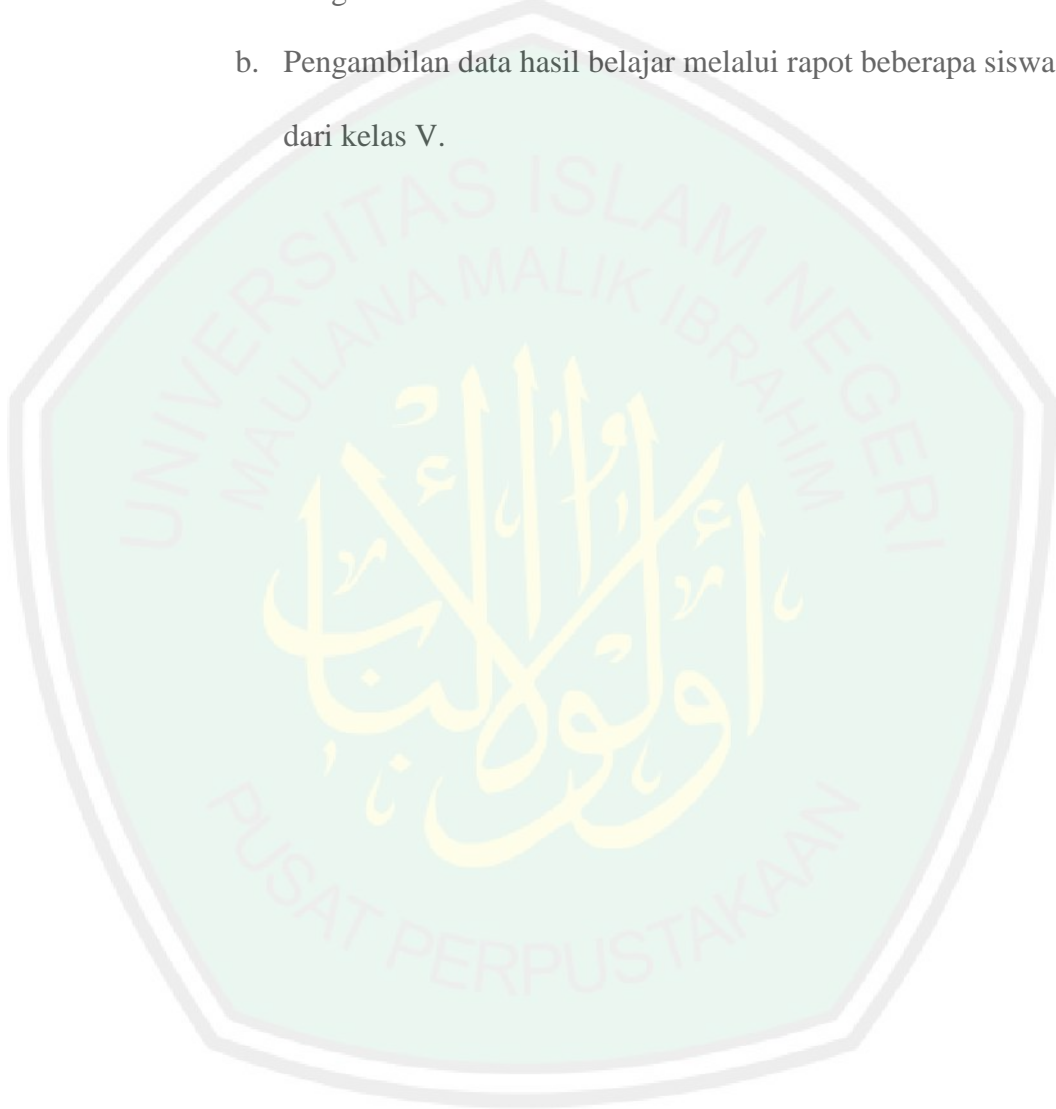 b. Pengambilan data hasil belajar melalui rapot beberapa siswa
dari kelas V.
UNIVERSITAS ISLAM NEGERI
MAULANA MALIK IBRAHIM
PUSAT PERPUSTAKAAN